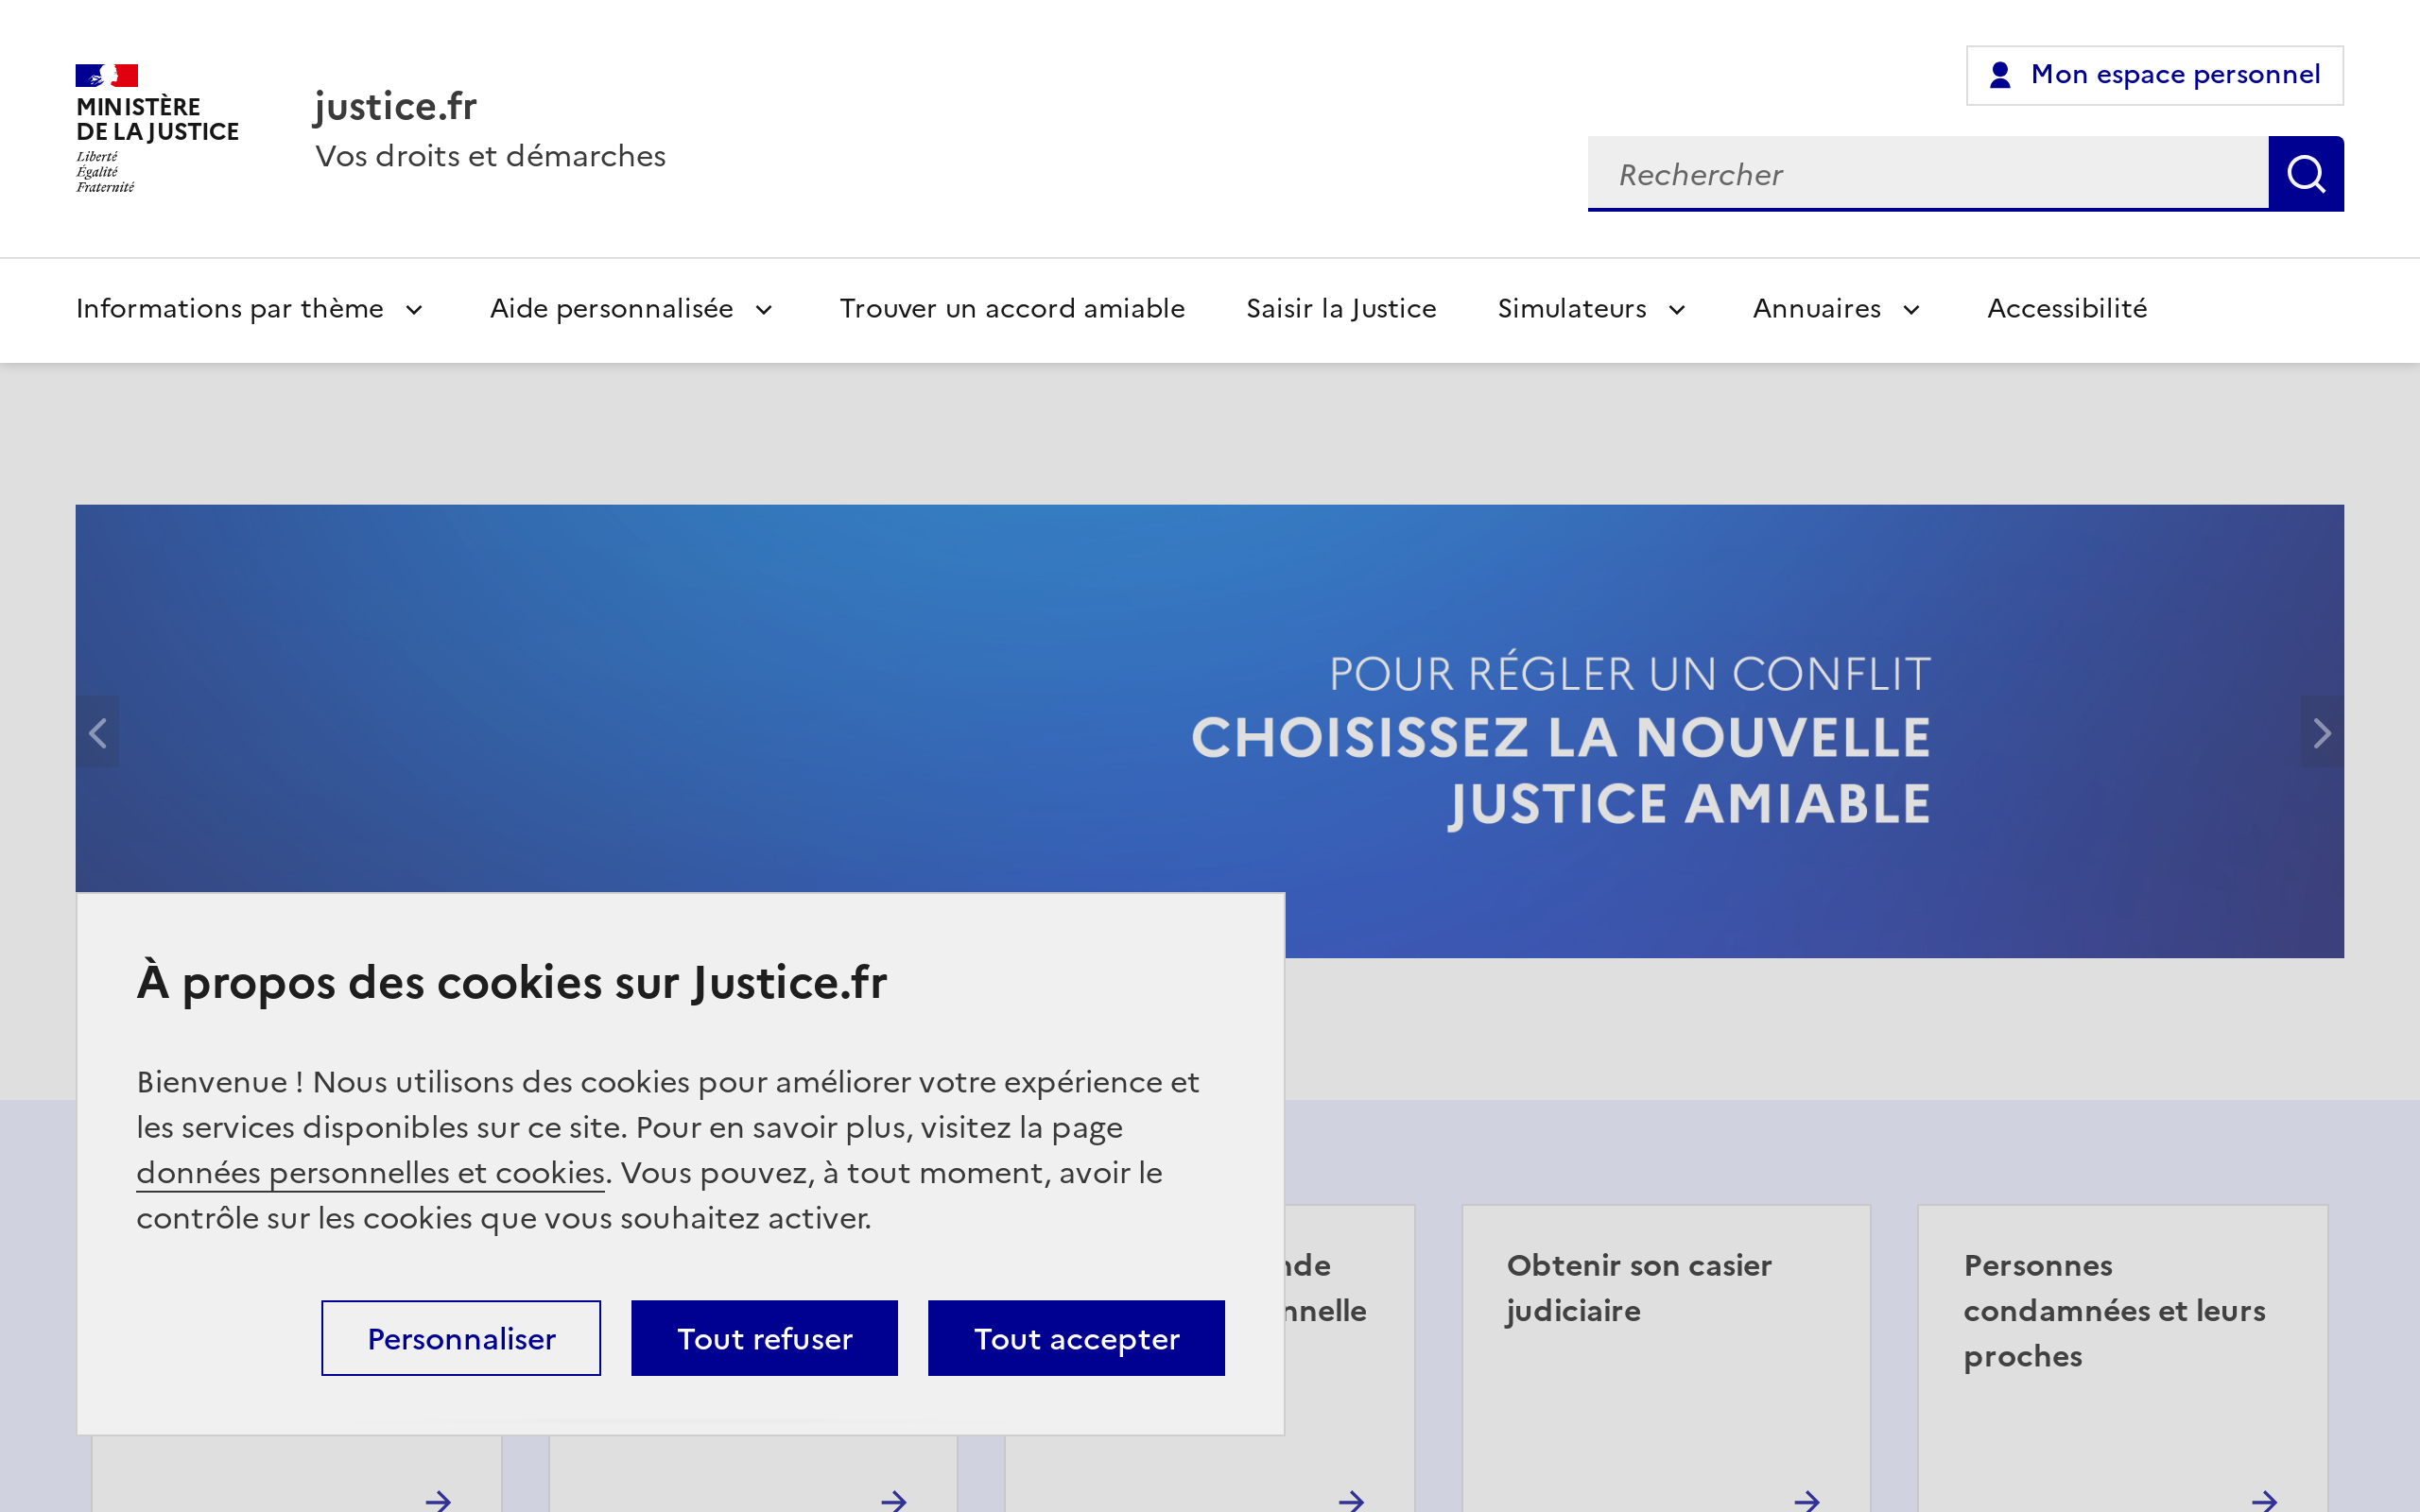 MINISTÈRE
DE LA JUSTICE
Liberté
Égalité
Fraternité
justice.fr
Vos droits et démarches
Mon espace personnel
Rechercher
Informations par thème
Aide personnalisée
Trouver un accord amiable
Saisir la Justice
Simulateurs
Annuaires
Accessibilité
POUR RÉGLER UN CONFLIT
CHOISISSEZ LA NOUVELLE
JUSTICE AMIABLE
À propos des cookies sur Justice.fr
Bienvenue ! Nous utilisons des cookies pour améliorer votre expérience et
les services disponibles sur ce site. Pour en savoir plus, visitez la page
données personnelles et cookies. Vous pouvez, à tout moment, avoir le
contrôle sur les cookies que vous souhaitez activer.
Personnaliser
Tout refuser
Tout accepter
Obtenir son casier
judiciaire
Personnes
condamnées et leurs
proches